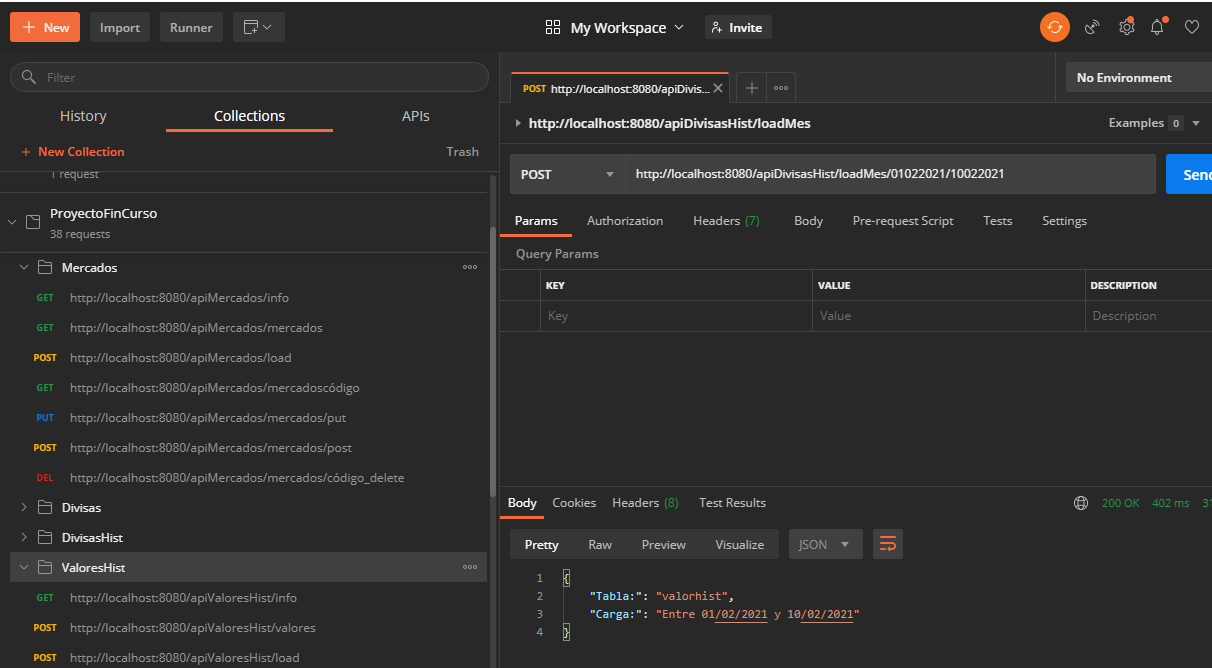 New Import Runner My Workspace Invite
Filter
History Collections APIs
+ New Collection Trash
1 request
ProyectoFinCurso
38 requests
Mercados
GET http://localhost:8080/apiMercados/info
GET http://localhost:8080/apiMercados/mercados
POST http://localhost:8080/apiMercados/load
GET http://localhost:8080/apiMercados/mercadoscódigo
PUT http://localhost:8080/apiMercados/mercados/put
POST http://localhost:8080/apiMercados/mercados/post
DEL http://localhost:8080/apiMercados/mercados/código_delete
Divisas
DivisasHist
ValoresHist
GET http://localhost:8080/apiValoresHist/info
POST http://localhost:8080/apiValoresHist/valores
POST http://localhost:8080/apiValoresHist/load
POST http://localhost:8080/apiDivis...
No Environment
http://localhost:8080/apiDivisasHist/loadMes Examples 0
POST http://localhost:8080/apiDivisasHist/loadMes/01022021/10022021 Send
Params Authorization Headers (7) Body Pre-request Script Tests Settings
Query Params
KEY VALUE DESCRIPTION
Key Value Description
Body Cookies Headers (8) Test Results 200 OK 402 ms 31
Pretty Raw Preview Visualize JSON
1 {
2 "Tabla:": "valorhist",
3 "Carga:": "Entre 01/02/2021 y 10/02/2021"
4 }